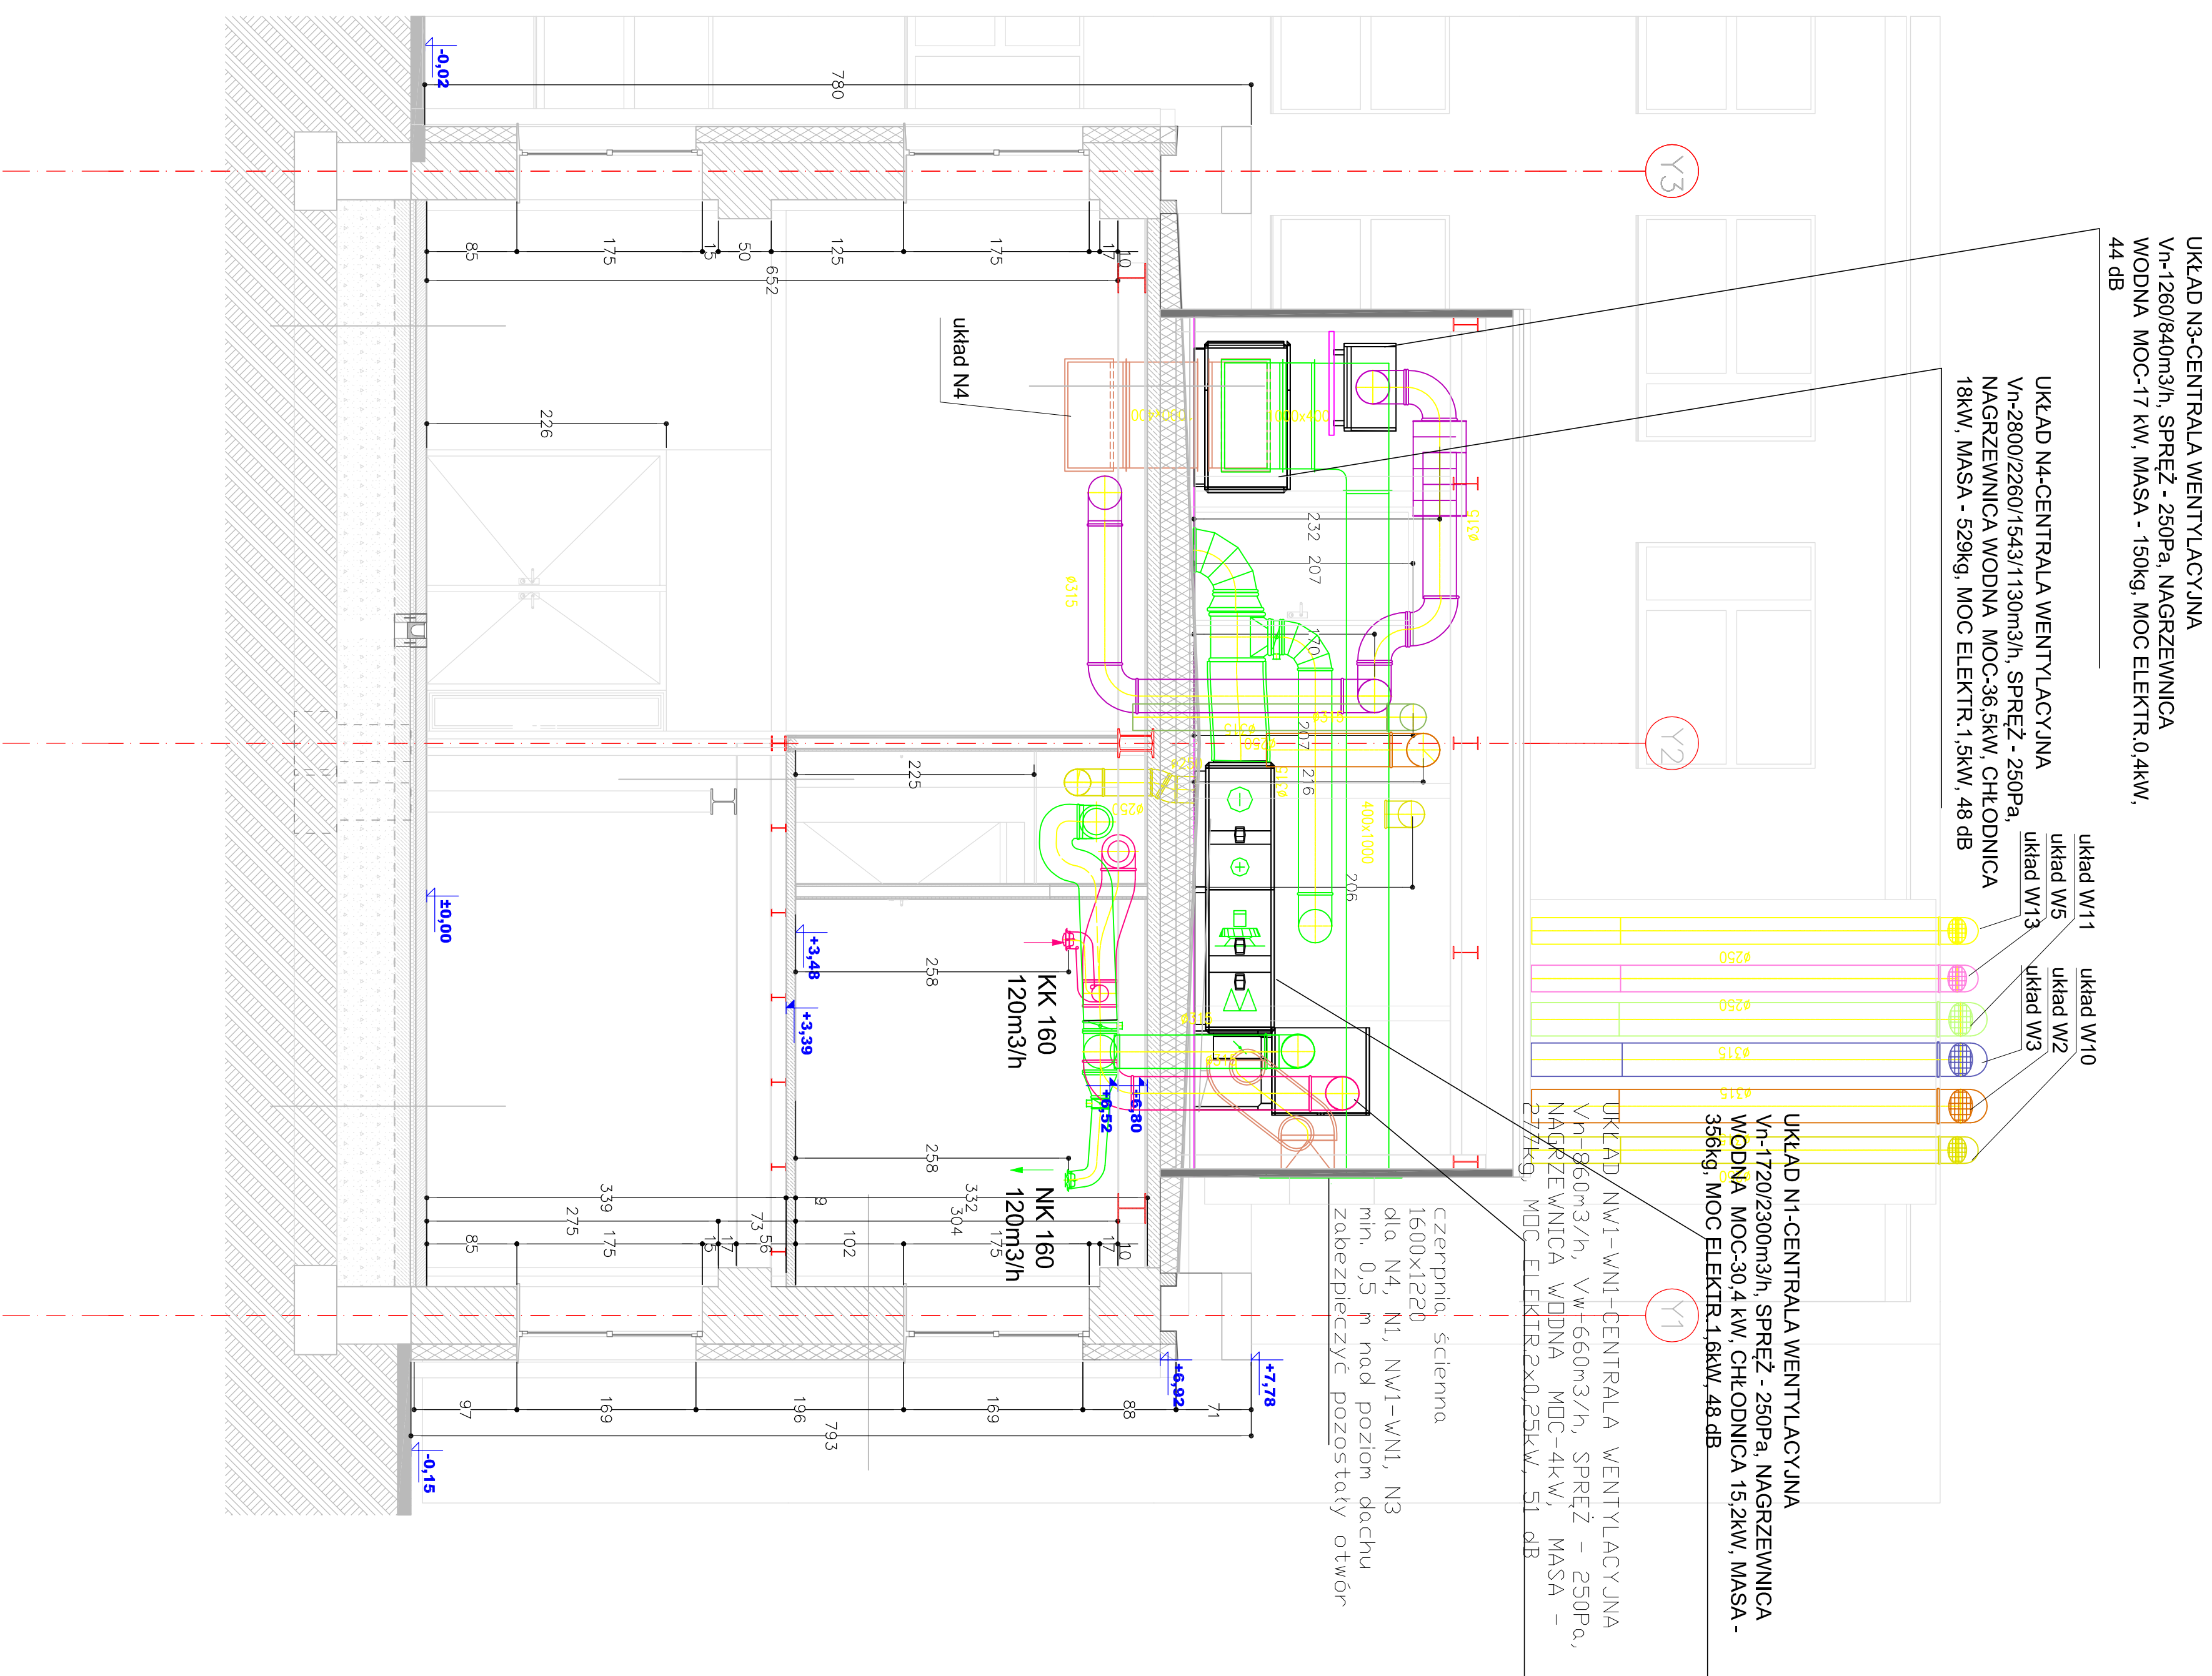 UKŁAD N3-CENTRALA WENTYLACYJNA
Vn-1260/840m3/h, SPRĘŻ - 250Pa, NAGRZEWNICA
WODNA MOC-17 kW, MASA - 150kg, MOC ELEKTR.0,4kW,
44 dB
UKŁAD N4-CENTRALA WENTYLACYJNA
Vn-2800/2260/1543/1130m3/h, SPRĘŻ - 250Pa,
NAGRZEWNICA WODNA MOC-36,5kW, CHŁODNICA
18kW, MASA - 529kg, MOC ELEKTR.1,5kW, 48 dB
układ W11
układ W5
układ W13
układ W10
układ W2
układ W3
UKŁAD N1-CENTRALA WENTYLACYJNA
Vn-1720/2300m3/h, SPRĘŻ - 250Pa, NAGRZEWNICA
WODNA MOC-30,4 kW, CHŁODNICA 15,2kW, MASA -
356kg, MOC ELEKTR.1,6kW, 48 dB
UKŁAD NW1-WN1-CENTRALA WENTYLACYJNA
Vn-860m3/h, Vw-660m3/h, SPRĘŻ - 250Pa,
NAGRZEWNICA WODNA MOC-4kW, MASA -
277kg, MOC ELEKTR.2x0,25kW, 51 dB
czerpnia ścienna
1600x1220
dla N4, N1, NW1-WN1, N3
min. 0,5 m nad poziom dachu
zabezpieczyć pozostały otwór
Y3
Y2
Y1
ø250
ø250
ø315
ø315
ø315
232
207
170
207
216
206
400x1000
ø315
ø315
ø315
ø250
ø315
ø250
układ N4
KK 160
120m3/h
NK 160
120m3/h
780
85
175
15
50
125
175
17
10
652
226
225
258
258
339
9
332
275
73
56
304
85
175
15
17
102
175
17
10
97
169
196
169
88
71
793
-0,02
±0,00
+3,48
+3,39
+6,52
+6,80
+6,92
+7,78
-0,15